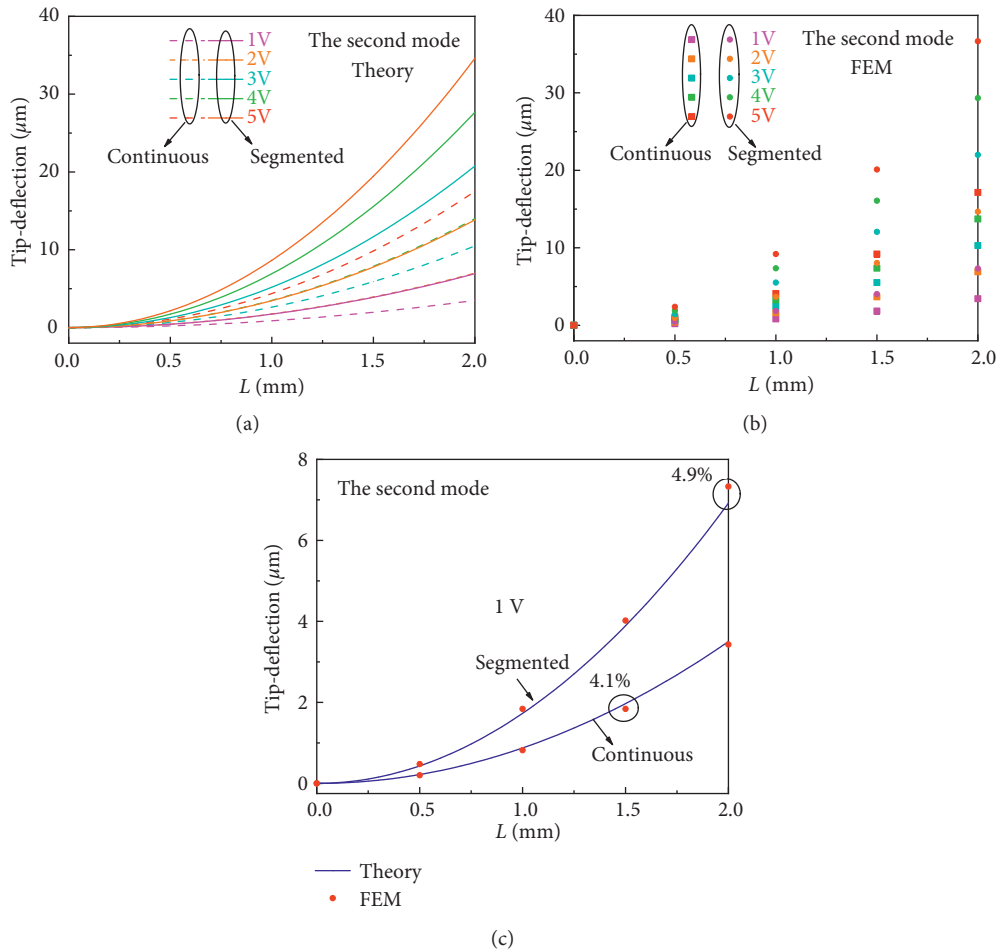 40
30
20
10
0
Tip-deflection (μm)
0.0 0.5 1.0 1.5 2.0
L (mm)
1V
2V
3V
4V
5V
Continuous
Segmented
The second mode
Theory
(a)
40
30
20
10
0
Tip-deflection (μm)
0.0 0.5 1.0 1.5 2.0
L (mm)
1V
2V
3V
4V
5V
Continuous
Segmented
The second mode
FEM
(b)
8
6
4
2
0
Tip-deflection (μm)
0.0 0.5 1.0 1.5 2.0
L (mm)
The second mode
4.9%
1 V
Segmented
4.1%
Continuous
Theory
FEM
(c)